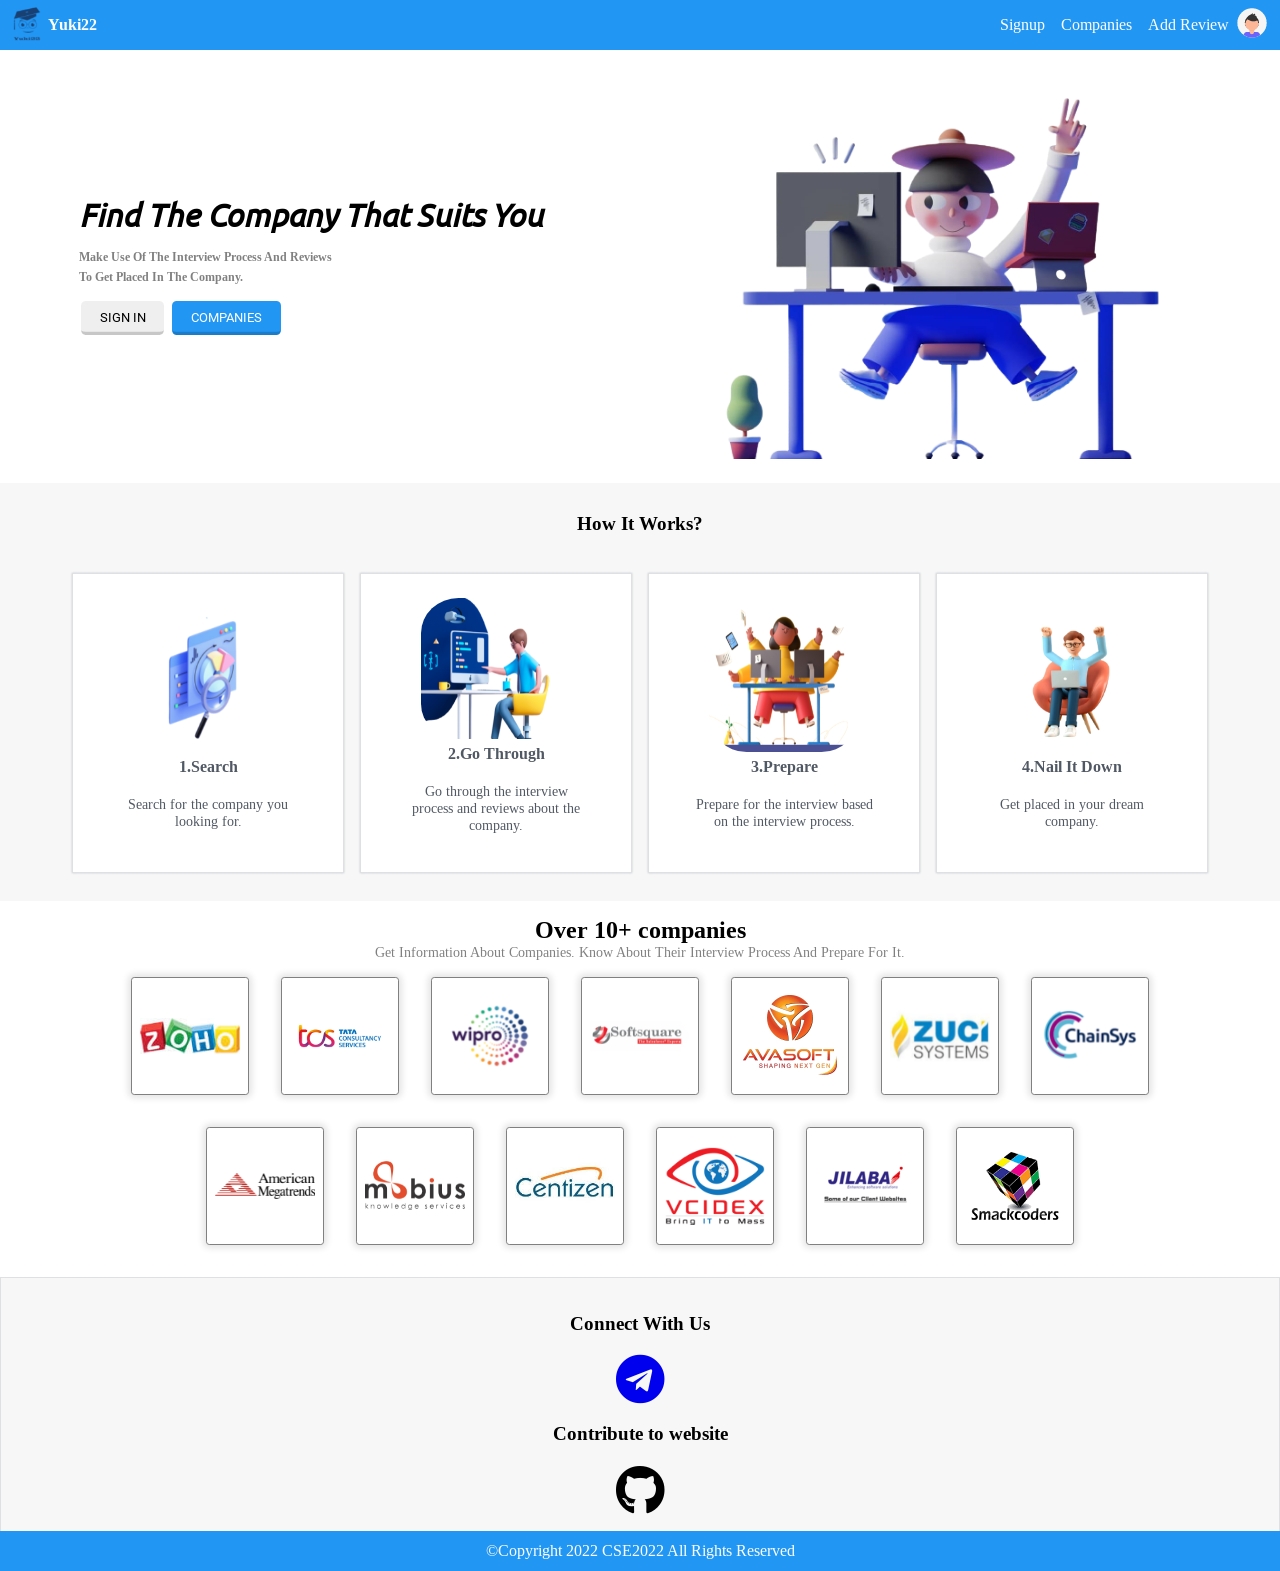 Yuki22
Signup Companies Add Review
Find The Company That Suits You
Make Use Of The Interview Process And Reviews
To Get Placed In The Company.
SIGN IN COMPANIES
How It Works?
1.Search
Search for the company you
looking for.
2.Go Through
Go through the interview
process and reviews about the
company.
3.Prepare
Prepare for the interview based
on the interview process.
4.Nail It Down
Get placed in your dream
company.
Over 10+ companies
Get Information About Companies. Know About Their Interview Process And Prepare For It.
ZOHO
tcs TATA
CONSULTANCY
SERVICES
wipro
Softsquare
AVASOFT
SHAPING NEXT GEN
ZUCI
SYSTEMS
ChainSys
American
Megatrends
mobius
knowledge services
Centizen
VCIDEX
Bring IT to Mass
JILABA
Some of our Client Websites
Smackcoders
Connect With Us
Contribute to website
©Copyright 2022 CSE2022 All Rights Reserved